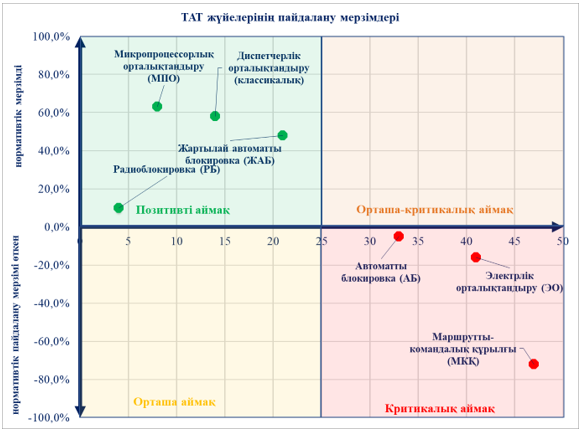 ТАТ жүйелерінің пайдалану мерзімдері
100,0%
80,0%
60,0%
40,0%
20,0%
0,0%
-20,0%
-40,0%
-60,0%
-80,0%
-100,0%
нормативтік мерзімді
нормативтік пайдалану мерзімі өткен
Микропроцессорлық
орталықтандыру
(МПО)
Диспетчерлік
орталықтандыру
(классикалық)
Жартылай автоматты
блокировка (ЖАБ)
Радиоблокировка (РБ)
Позитивті аймақ
Орташа-критикалық аймақ
0 5 10 15 20 25 30 35 40 45 50
Автоматты
блокировка (АБ)
Электрлік
орталықтандыру (ЭО)
Маршрутты-
командалық құрылғы
(МКҚ)
Орташа аймақ
Критикалық аймақ